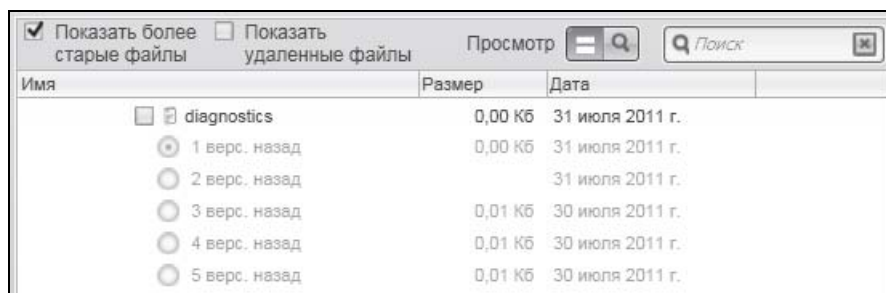 Показать более старые файлы
Показать удаленные файлы
Просмотр
Поиск
Имя Размер Дата
diagnostics 0,00 Кб 31 июля 2011 г.
1 верс. назад 0,00 Кб 31 июля 2011 г.
2 верс. назад 31 июля 2011 г.
3 верс. назад 0,01 Кб 30 июля 2011 г.
4 верс. назад 0,01 Кб 30 июля 2011 г.
5 верс. назад 0,01 Кб 30 июля 2011 г.